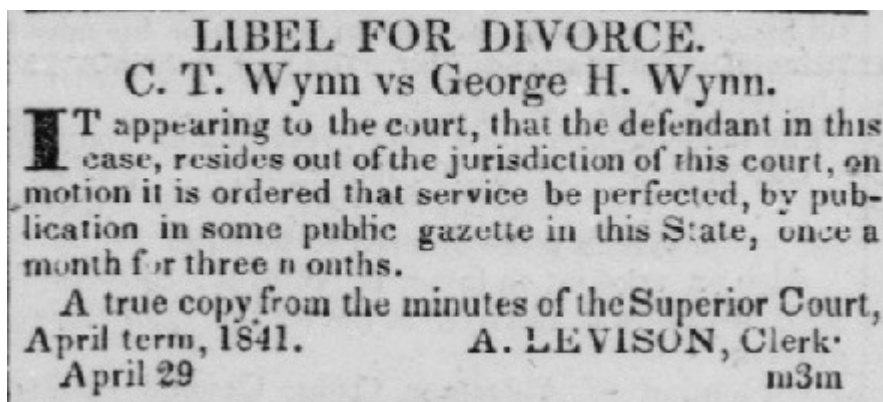 LIBEL FOR DIVORCE.
C. T. Wynn vs George H. Wynn.
IT appearing to the court, that the defendant in this
case, resides out of the jurisdiction of this court, on
motion it is ordered that service be perfected, by pub-
lication in some public gazette in this State, once a
month for three n onths.
A true copy from the minutes of the Superior Court,
April term, 1841. A. LEVISON, Clerk·
April 29 m3m